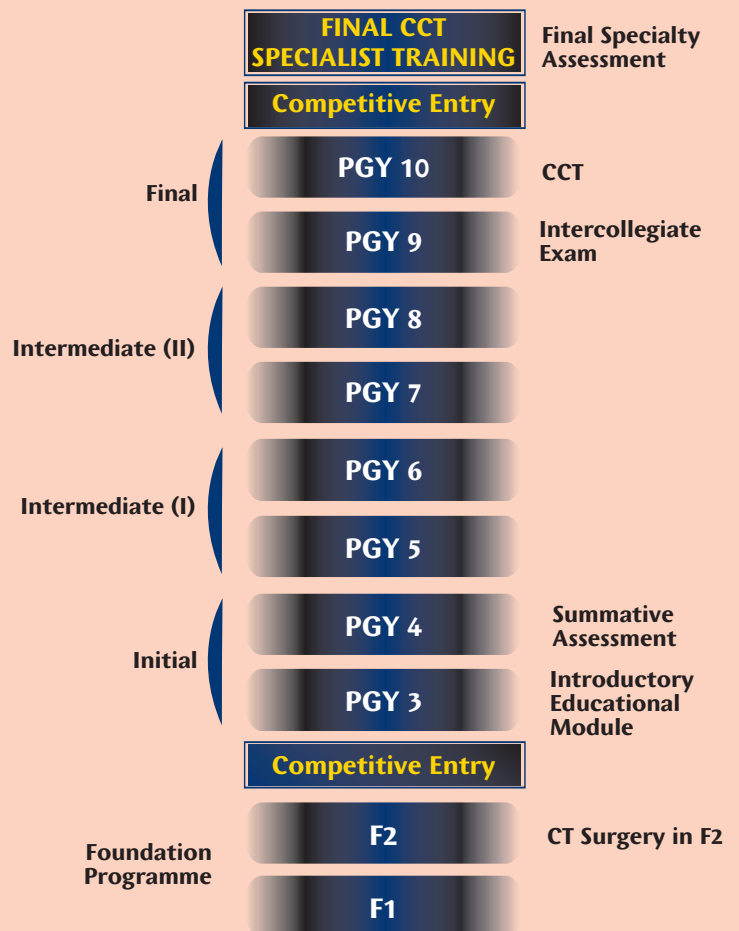 FINAL CCT
SPECIALIST TRAINING
Final Specialty
Assessment
Competitive Entry
Final
PGY 10
CCT
PGY 9
Intercollegiate
Exam
Intermediate (II)
PGY 8
PGY 7
Intermediate (I)
PGY 6
PGY 5
Initial
PGY 4
Summative
Assessment
PGY 3
Introductory
Educational
Module
Competitive Entry
Foundation
Programme
F2
CT Surgery in F2
F1